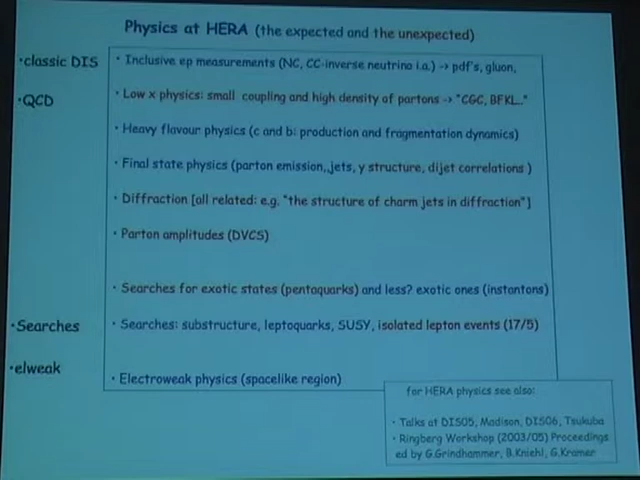 Physics at HERA (the expected and the unexpected)
•classic DIS
• Inclusive ep measurements (NC, CC-inverse neutrino i.a.) → pdf's, gluon,
•QCD
• Low x physics: small coupling and high density of partons -> "CGC, BFKL.."
• Heavy flavour physics (c and b: production and fragmentation dynamics)
• Final state physics (parton emission,,jets, γ structure, dijet correlations )
• Diffraction [all related: e.g. "the structure of charm jets in diffraction"]
• Parton amplitudes (DVCS)
• Searches for exotic states (pentaquarks) and less? exotic ones (instantons)
•Searches
• Searches: substructure, leptoquarks, SUSY, isolated lepton events (17/5)
•elweak
• Electroweak physics (spacelike region)
for HERA physics see also:
• Talks at DIS05, Madison, DIS06, Tsukuba
• Ringberg Workshop (2003/05) Proceedings
ed by G.Grindhammer, B.Kniehl, G.Kramer